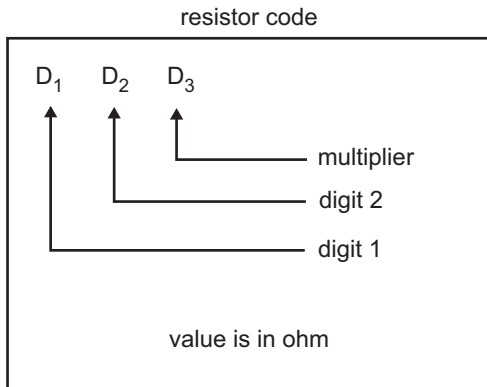 resistor code
D₁ D₂ D₃
multiplier
digit 2
digit 1
value is in ohm